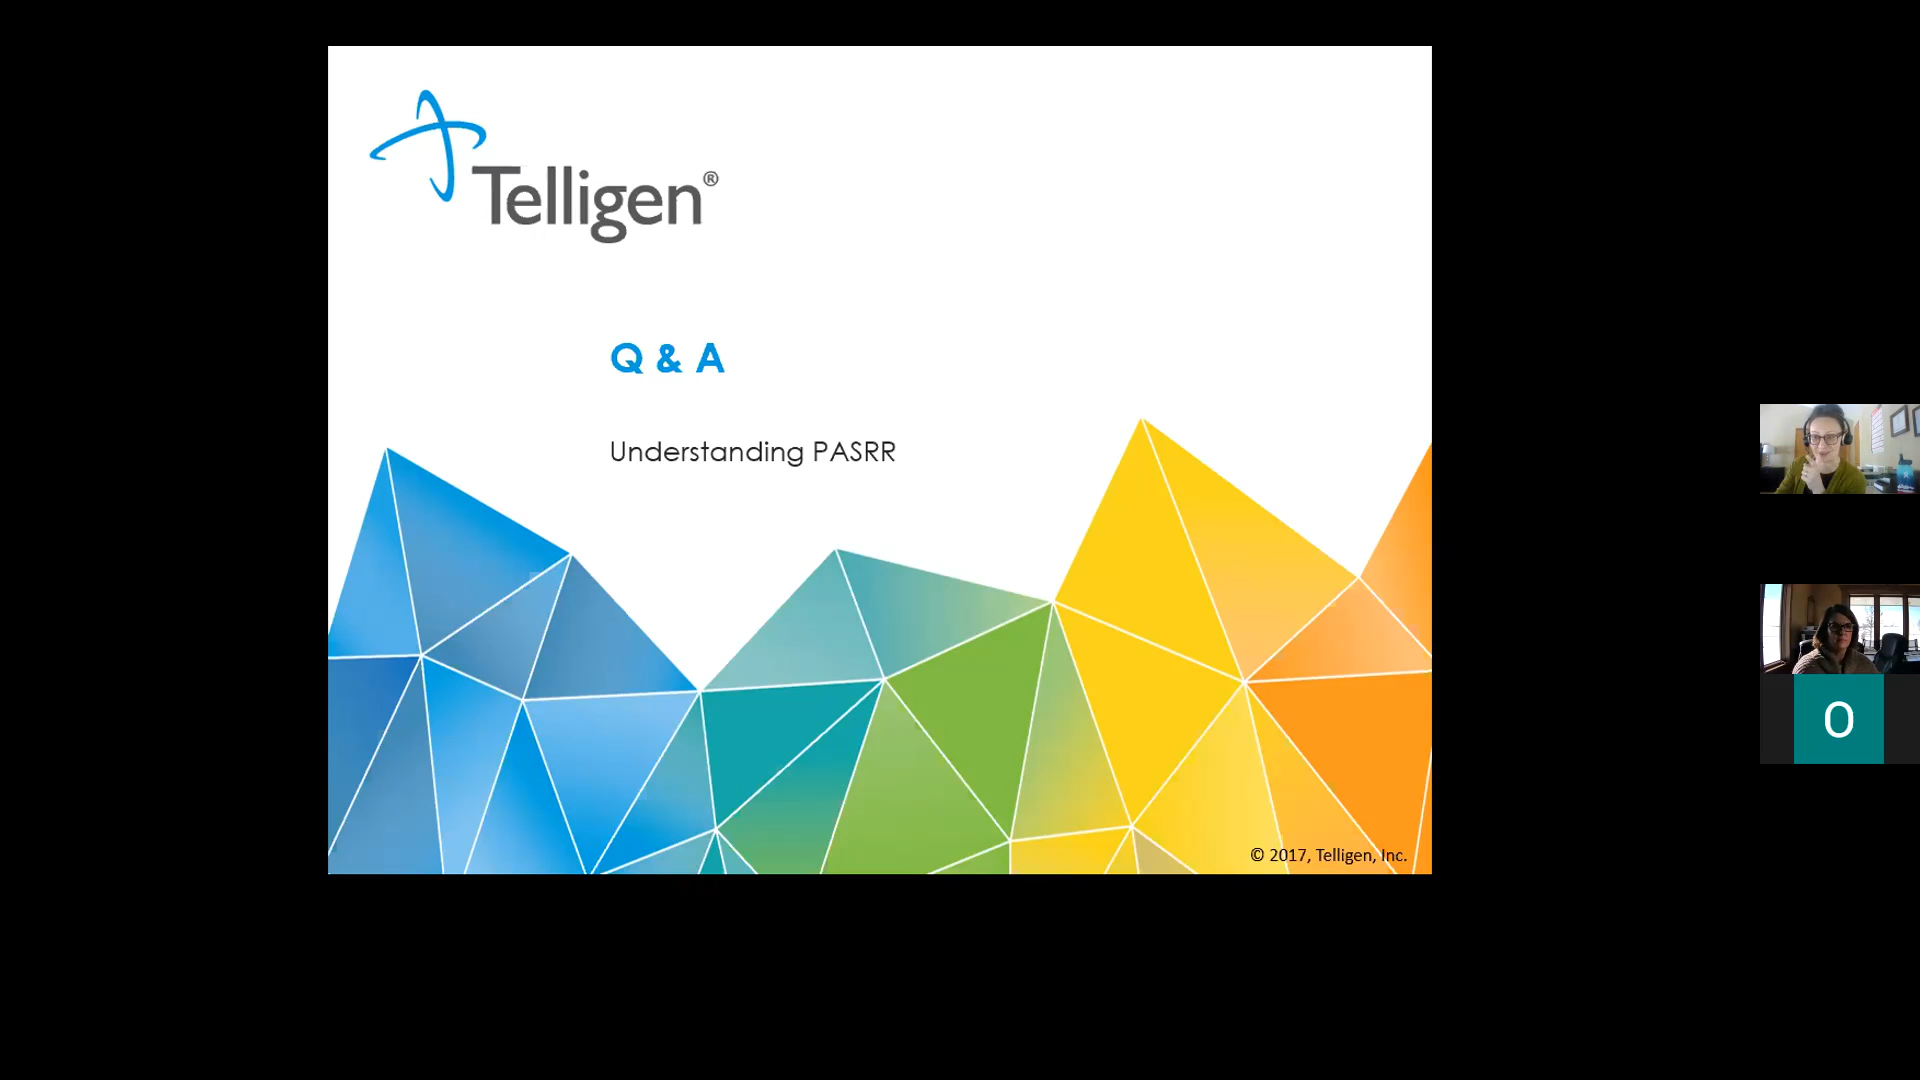 Telligen®
Q & A
Understanding PASRR
© 2017, Telligen, Inc.
O